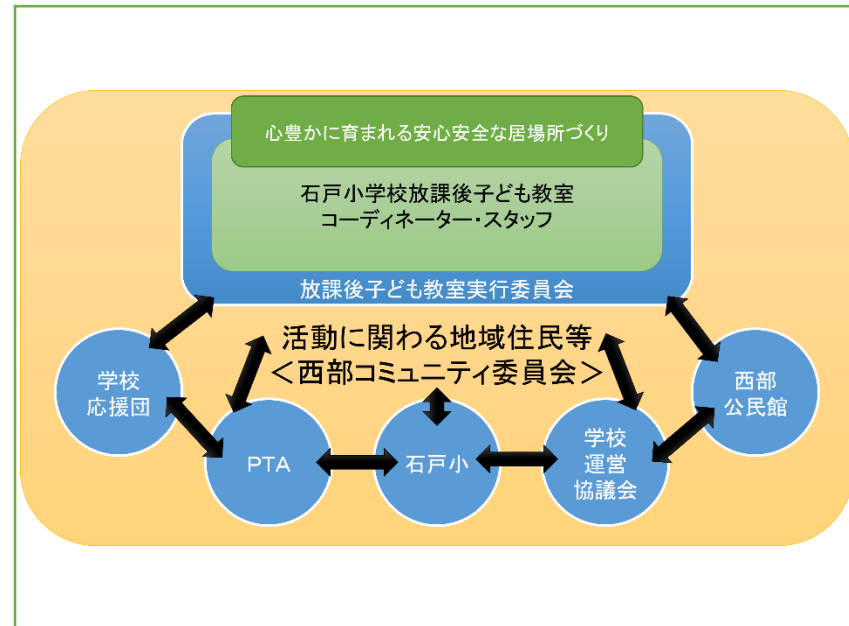 心豊かに育まれる安心安全な居場所づくり
石戸小学校放課後子ども教室
コーディネーター・スタッフ
放課後子ども教室実行委員会
活動に関わる地域住民等
＜西部コミュニティ委員会＞
学校
応援団
PTA
石戸小
学校
運営
協議会
西部
公民館